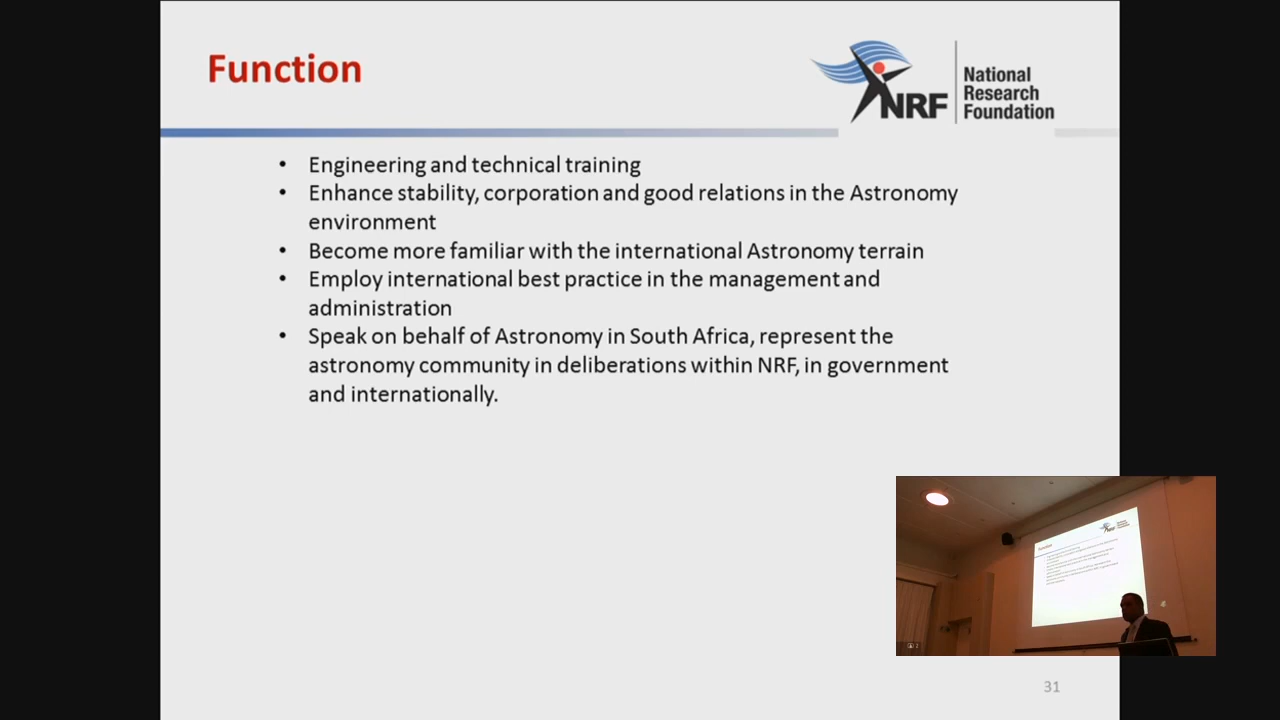 Function
NRF
National
Research
Foundation
• Engineering and technical training
• Enhance stability, corporation and good relations in the Astronomy
environment
• Become more familiar with the international Astronomy terrain
• Employ international best practice in the management and
administration
• Speak on behalf of Astronomy in South Africa, represent the
astronomy community in deliberations within NRF, in government
and internationally.
Function
31